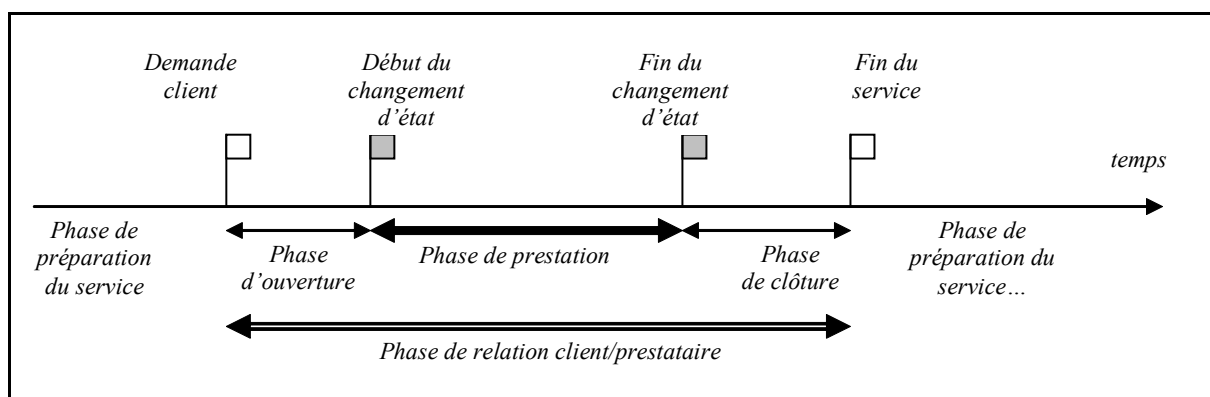 Demande
client
Début du
changement
d’état
Fin du
changement
d’état
Fin du
service
temps
Phase de
préparation
du service
Phase
d’ouverture
Phase de prestation
Phase
de clôture
Phase de
préparation du
service…
Phase de relation client/prestataire